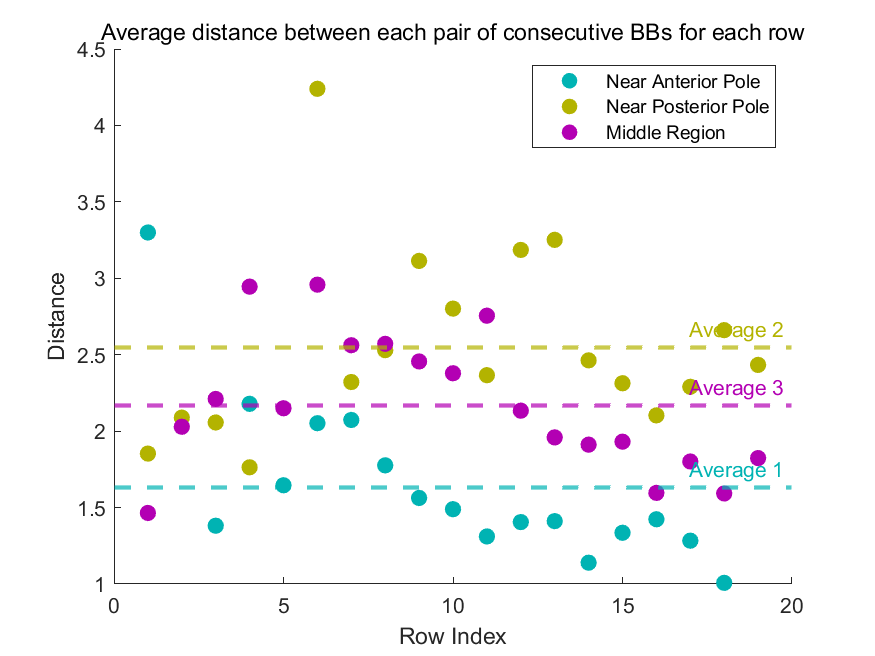 Average distance between each pair of consecutive BBs for each row
Near Anterior Pole
Near Posterior Pole
Middle Region
4.5
4
3.5
3
2.5
2
1.5
1
Distance
Average 2
Average 3
Average 1
0
5
10
15
20
Row Index